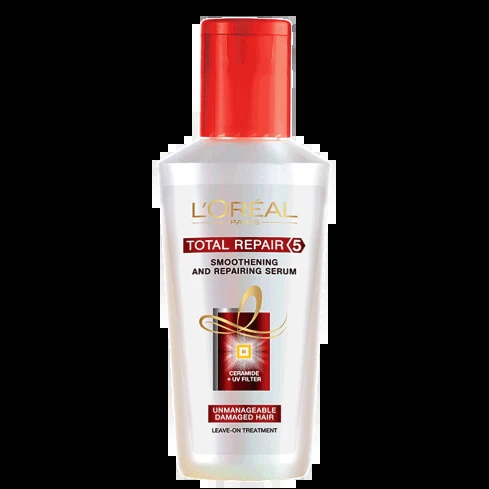 L'ORÉAL
PARIS
TOTAL REPAIR 5
SMOOTHENING
AND REPAIRING SERUM
CERAMIDE
+ UV FILTER
UNMANAGEABLE
DAMAGED HAIR
LEAVE-ON TREATMENT